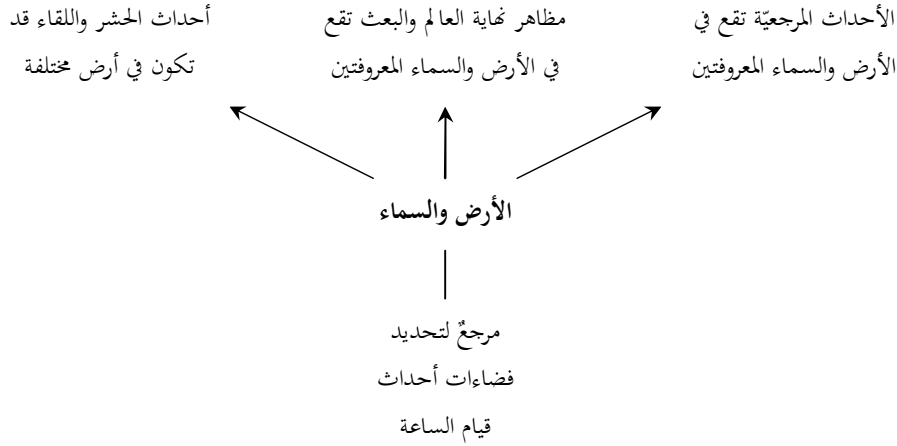 الأحداث المرجعيّة تقع في
الأرض والسماء المعروفتين
مظاهر نهاية العالم والبعث تقع
في الأرض والسماء المعروفتين
أحداث الحشر واللقاء قد
تكون في أرض مختلفة
الأرض والسماء
مرجعٌ لتحديد
فضاءات أحداث
قيام الساعة